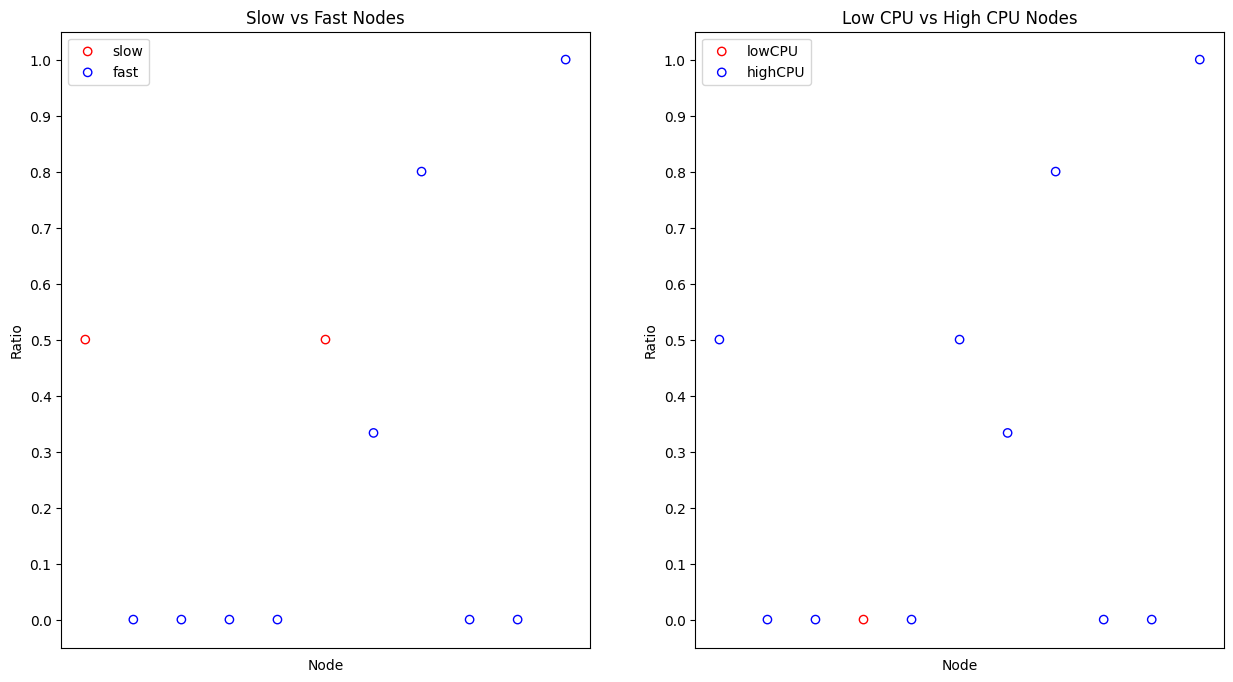 Slow vs Fast Nodes
slow
fast
1.0
0.9
0.8
0.7
0.6
0.5
0.4
0.3
0.2
0.1
0.0
Ratio
Node
Low CPU vs High CPU Nodes
lowCPU
highCPU
1.0
0.9
0.8
0.7
0.6
0.5
0.4
0.3
0.2
0.1
0.0
Ratio
Node